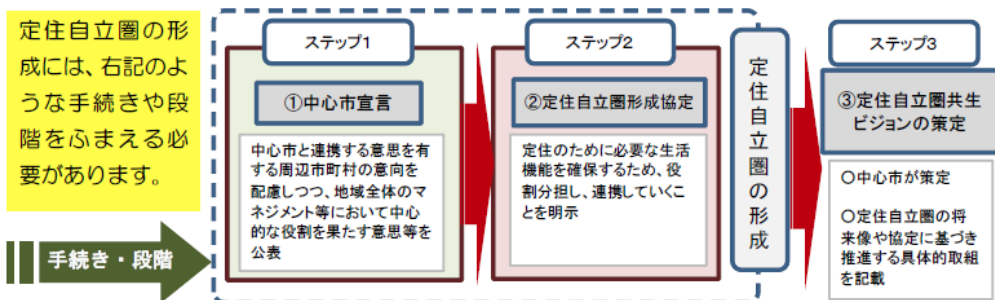 定住自立圏の形
成には、右記のよ
うな手続きや段
階をふまえる必
要があります。
手続き・段階
ステップ1
①中心市宣言
中心市と連携する意思を有
する周辺市町村の意向を
配慮しつつ、地域全体のマ
ネジメント等において中心
的な役割を果たす意思等を
公表
ステップ2
②定住自立圏形成協定
定住のために必要な生活
機能を確保するため、役
割分担し、連携していくこ
とを明示
定住自立圏の形成
ステップ3
③定住自立圏共生
ビジョンの策定
○中心市が策定
○定住自立圏の将
来像や協定に基づき
推進する具体的取組
を記載